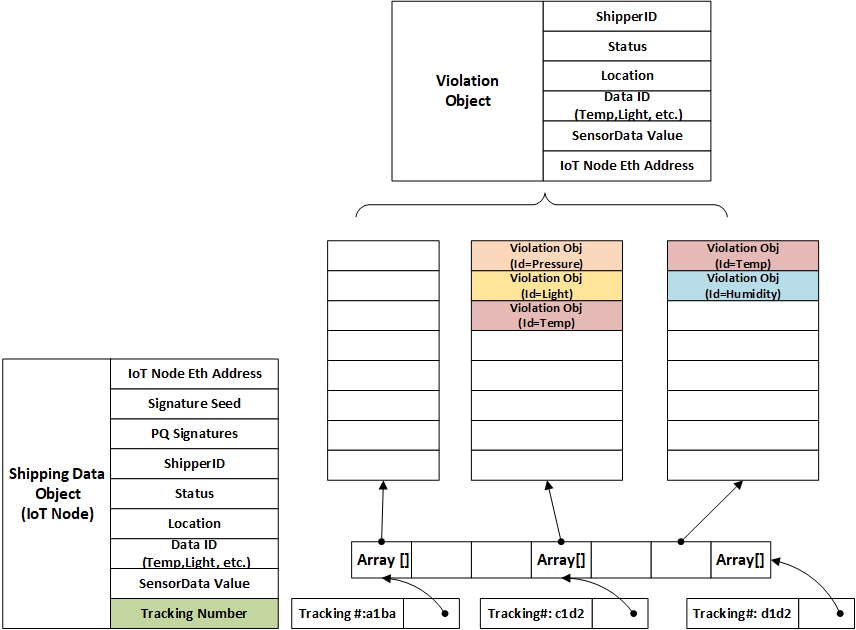 ShipperID
Status
Location
Data ID
(Temp,Light, etc.)
SensorData Value
IoT Node Eth Address
Violation
Object
Violation Obj
(Id=Pressure)
Violation Obj
(Id=Light)
Violation Obj
(Id=Temp)
Violation Obj
(Id=Temp)
Violation Obj
(Id=Humidity)
Shipping Data
Object
(IoT Node)
IoT Node Eth Address
Signature Seed
PQ Signatures
ShipperID
Status
Location
Data ID
(Temp,Light, etc.)
SensorData Value
Tracking Number
Array []
Array[]
Array[]
Tracking #:a1ba
Tracking#: c1d2
Tracking#: d1d2